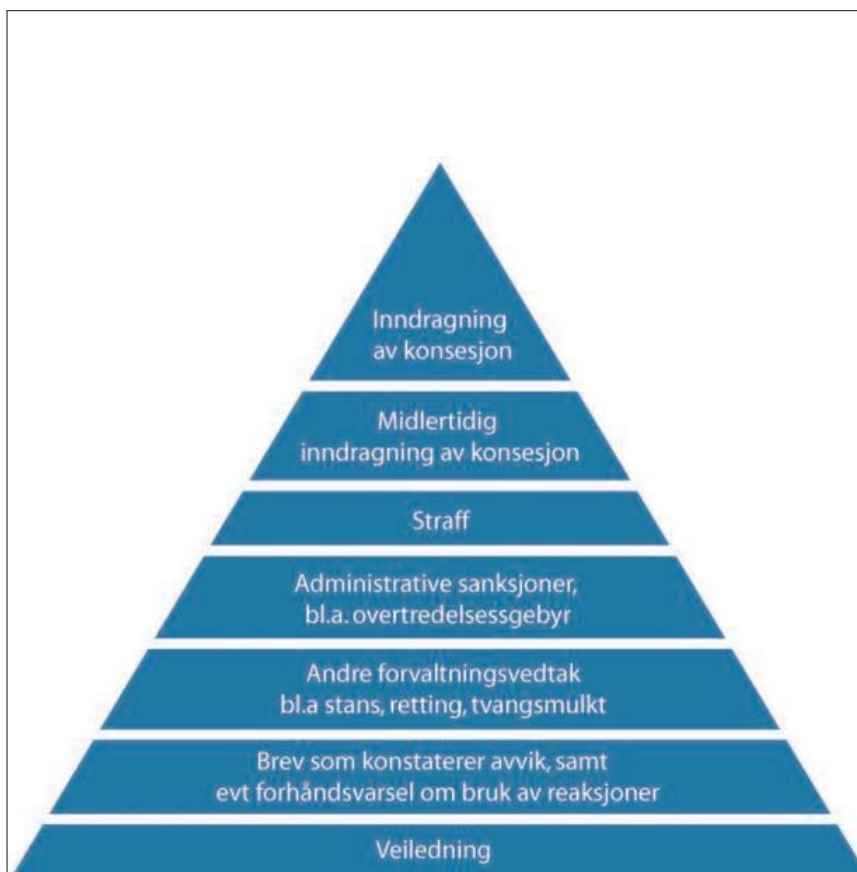 Inndragning
av konsesjon
Midlertidig
inndragning av konsesjon
Straff
Administrative sanksjoner,
bl.a. overtredelsessgebyr
Andre forvaltningsvedtak
bl.a stans, retting, tvangsmulkt
Brev som konstaterer avvik, samt
evt forhåndsvarsel om bruk av reaksjoner
Veiledning